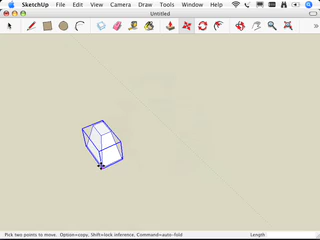 SketchUp File Edit View Camera Draw Tools Window Help
Untitled
Pick two points to move. Option=copy, Shift=lock inference, Command=auto-fold Length